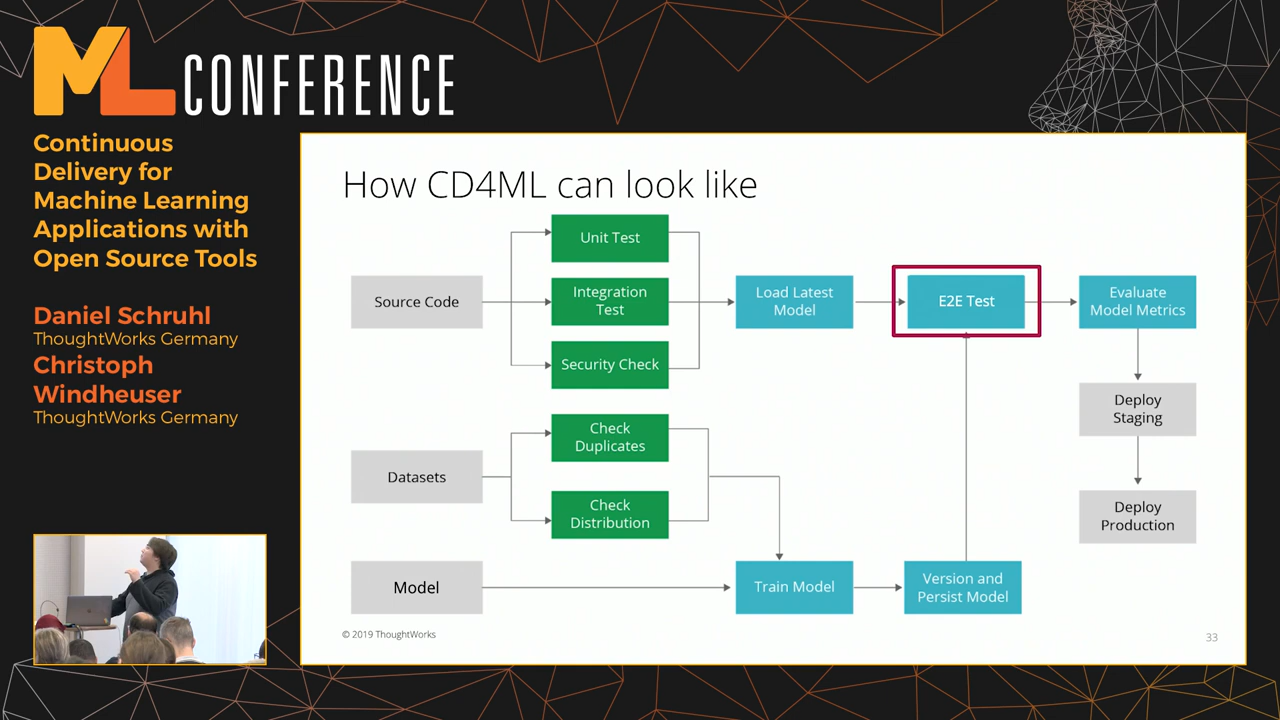 ML CONFERENCE
Continuous
Delivery for
Machine Learning
Applications with
Open Source Tools
Daniel Schruhl
ThoughtWorks Germany
Christoph
Windheuser
ThoughtWorks Germany
How CD4ML can look like
Source Code
Unit Test
Integration
Test
Security Check
Load Latest
Model
E2E Test
Evaluate
Model Metrics
Deploy
Staging
Deploy
Production
Datasets
Check
Duplicates
Check
Distribution
Model
Train Model
Version and
Persist Model
© 2019 ThoughtWorks
33